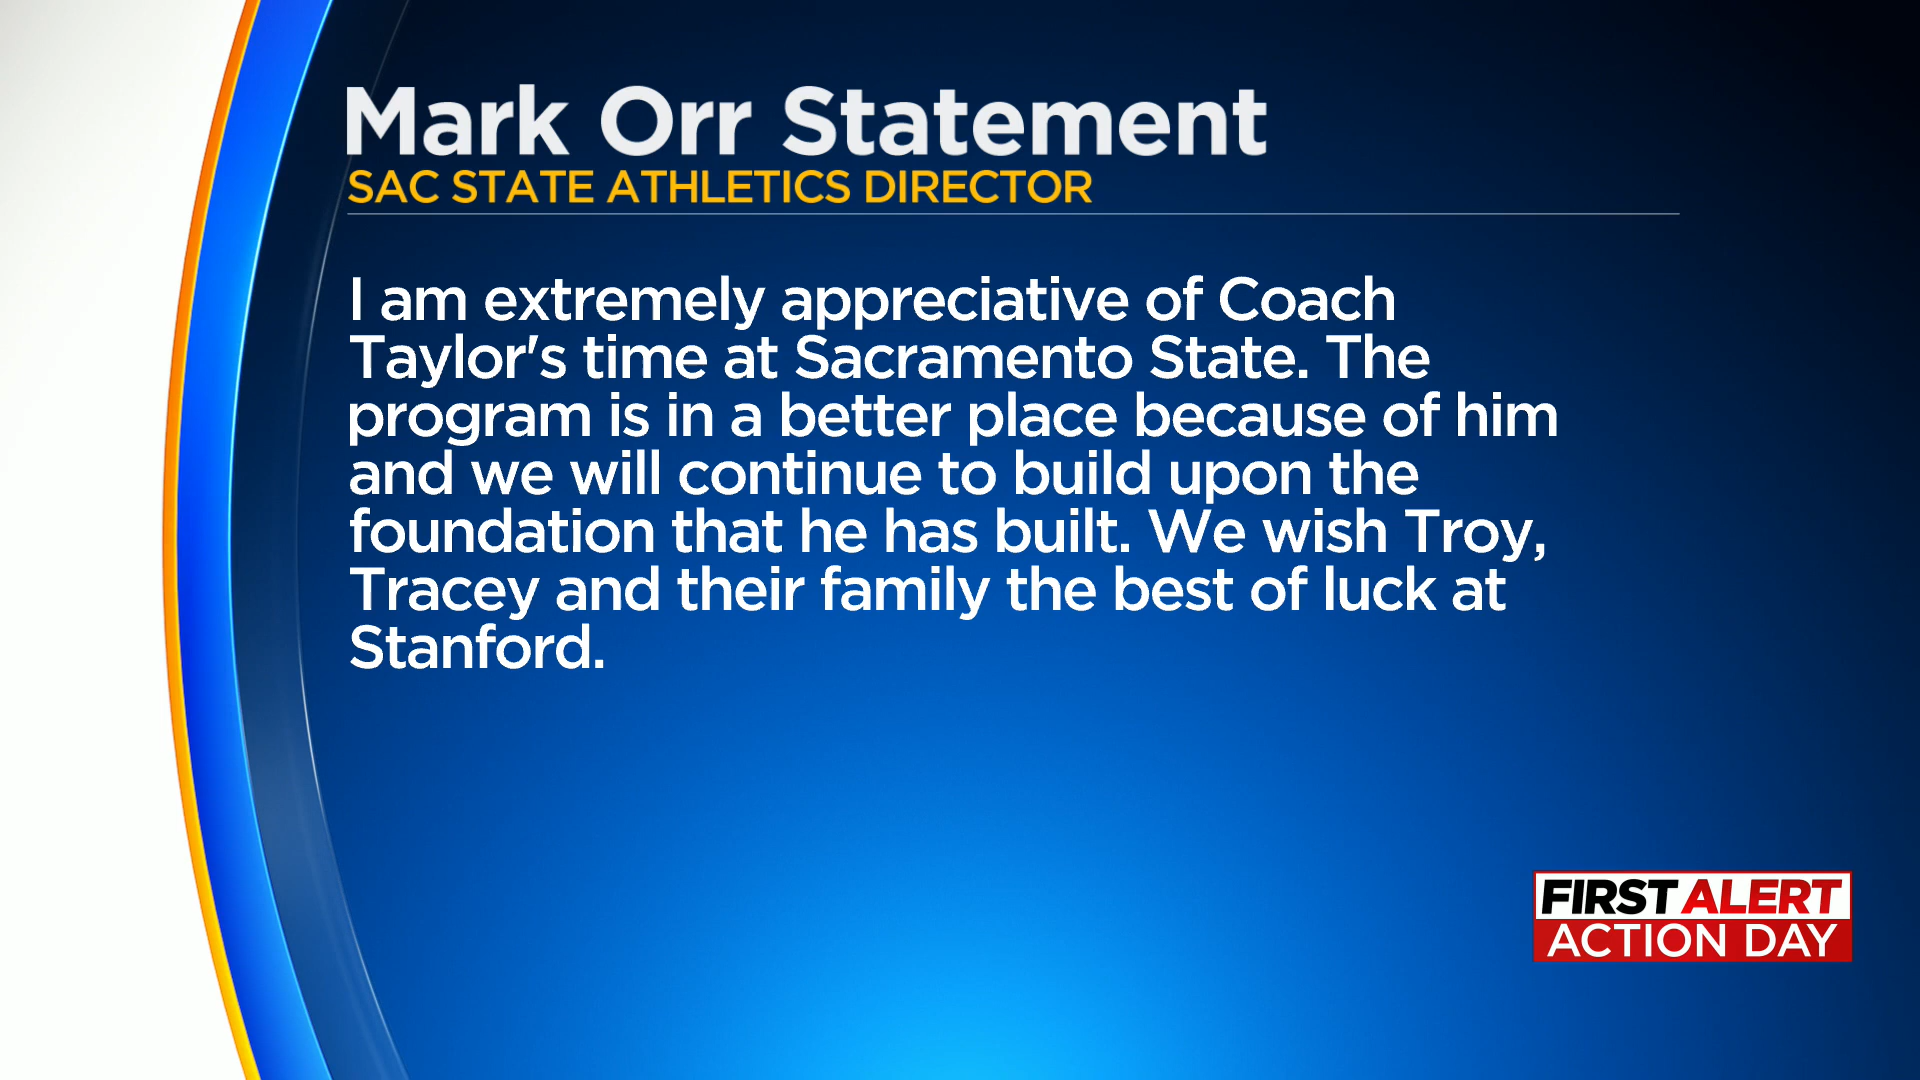 Mark Orr Statement
SAC STATE ATHLETICS DIRECTOR
I am extremely appreciative of Coach
Taylor's time at Sacramento State. The
program is in a better place because of him
and we will continue to build upon the
foundation that he has built. We wish Troy,
Tracey and their family the best of luck at
Stanford.
FIRST ALERT
ACTION DAY